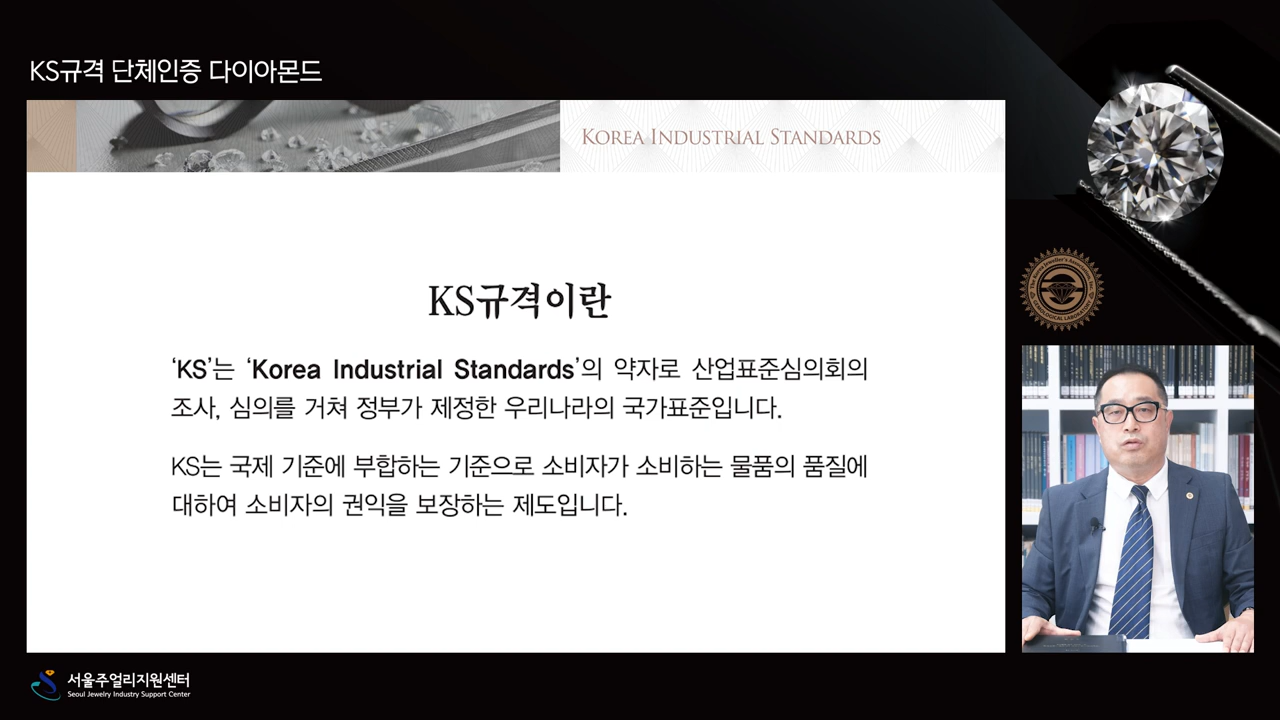 KS규격 단체인증 다이아몬드
KOREA INDUSTRIAL STANDARDS
KS규격이란
‘KS’는 ‘Korea Industrial Standards’의 약자로 산업표준심의회의
조사, 심의를 거쳐 정부가 제정한 우리나라의 국가표준입니다.
KS는 국제 기준에 부합하는 기준으로 소비자가 소비하는 물품의 품질에
대하여 소비자의 권익을 보장하는 제도입니다.
서울주얼리지원센터
Seoul Jewelry Industry Support Center